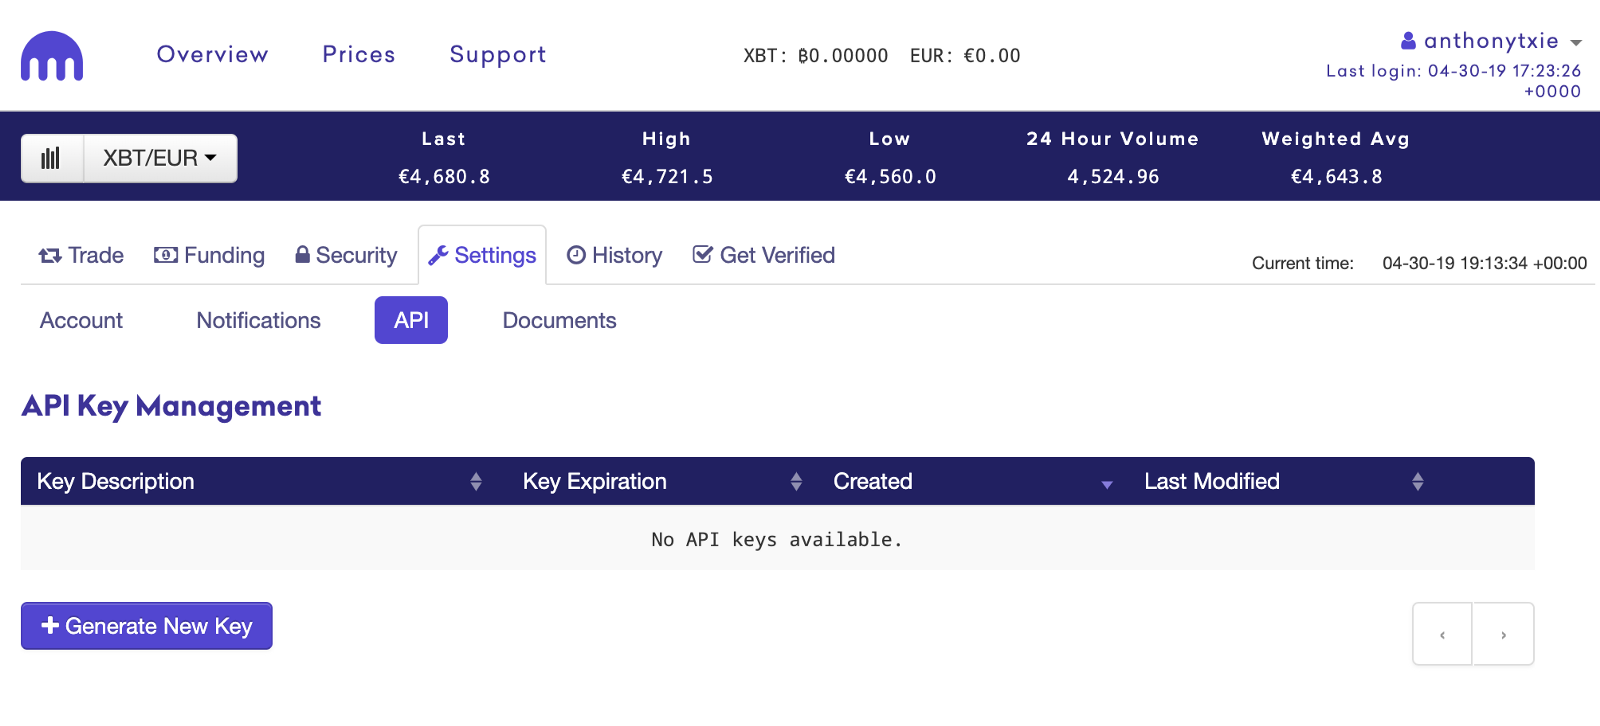 Overview Prices Support XBT: ฿0.00000 EUR: €0.00 anthonytxie
Last login: 04-30-19 17:23:26
+0000
XBT/EUR
Last High Low 24 Hour Volume Weighted Avg
€4,680.8 €4,721.5 €4,560.0 4,524.96 €4,643.8
Trade Funding Security Settings History Get Verified Current time: 04-30-19 19:13:34 +00:00
Account Notifications API Documents
API Key Management
Key Description Key Expiration Created Last Modified
No API keys available.
Generate New Key ‹ ›